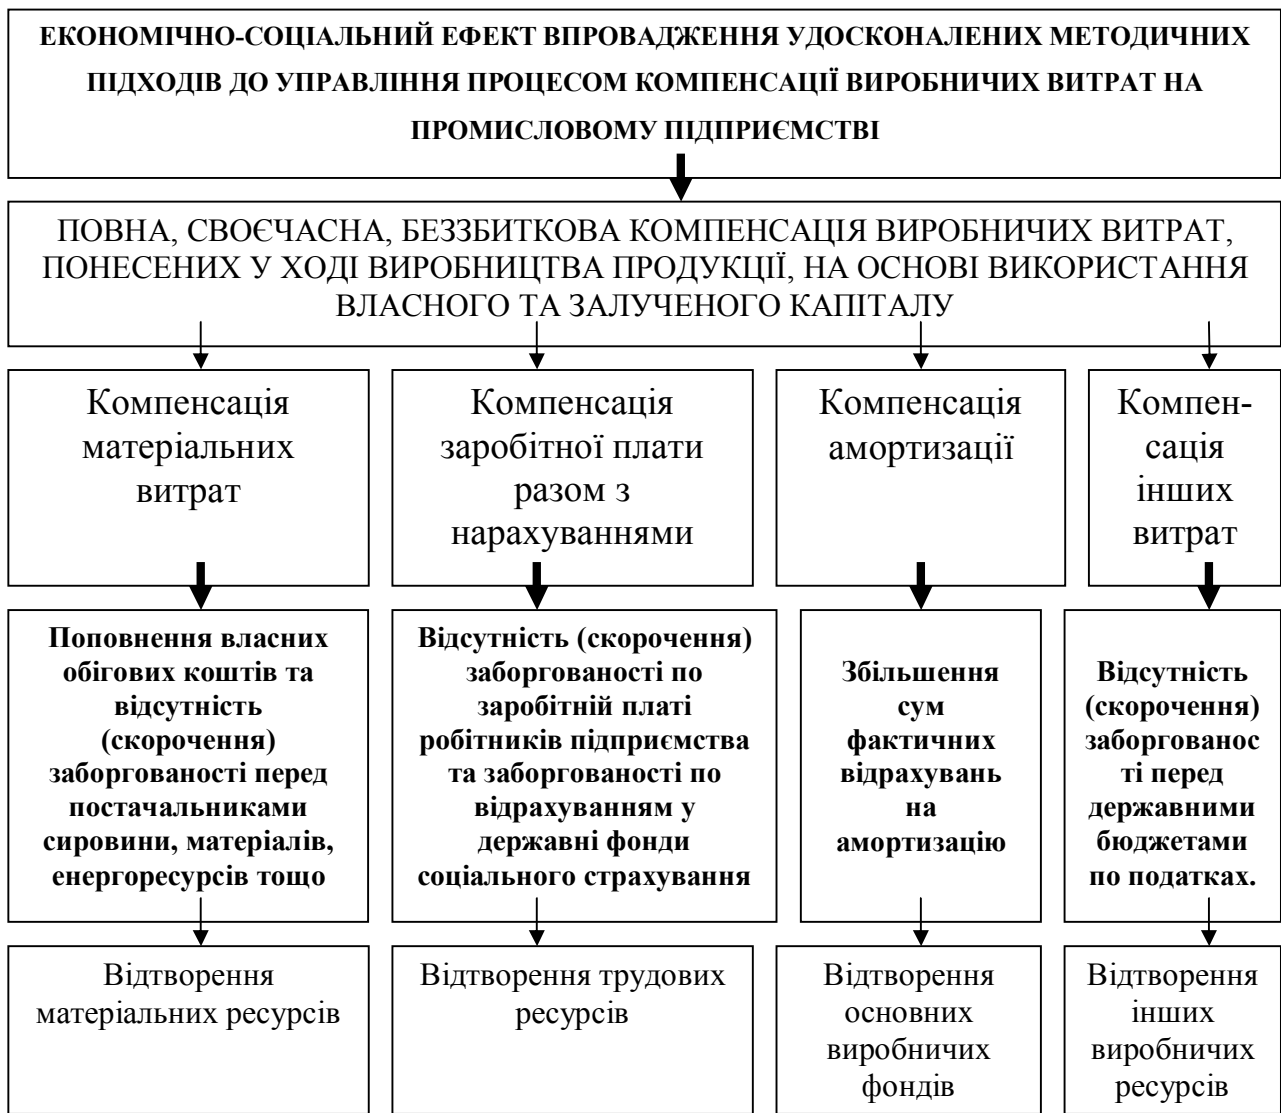 ЕКОНОМІЧНО-СОЦІАЛЬНИЙ ЕФЕКТ ВПРОВАДЖЕННЯ УДОСКОНАЛЕНИХ МЕТОДИЧНИХ
ПІДХОДІВ ДО УПРАВЛІННЯ ПРОЦЕСОМ КОМПЕНСАЦІЇ ВИРОБНИЧИХ ВИТРАТ НА
ПРОМИСЛОВОМУ ПІДПРИЄМСТВІ
ПОВНА, СВОЄЧАСНА, БЕЗЗБИТКОВА КОМПЕНСАЦІЯ ВИРОБНИЧИХ ВИТРАТ,
ПОНЕСЕНИХ У ХОДІ ВИРОБНИЦТВА ПРОДУКЦІЇ, НА ОСНОВІ ВИКОРИСТАННЯ
ВЛАСНОГО ТА ЗАЛУЧЕНОГО КАПІТАЛУ
Компенсація
матеріальних
витрат
Компенсація
заробітної плати
разом з
нарахуваннями
Компенсація
амортизації
Компен-
сація
інших
витрат
Поповнення власних
обігових коштів та
відсутність
(скорочення)
заборгованості перед
постачальниками
сировини, матеріалів,
енергоресурсів тощо
Відсутність (скорочення)
заборгованості по
заробітній платі
робітників підприємства
та заборгованості по
відрахуванням у
державні фонди
соціального страхування
Збільшення
сум
фактичних
відрахувань
на
амортизацію
Відсутність
(скорочення)
заборгованос
ті перед
державними
бюджетами
по податках.
Відтворення
матеріальних ресурсів
Відтворення трудових
ресурсів
Відтворення
основних
виробничих
фондів
Відтворення
інших
виробничих
ресурсів